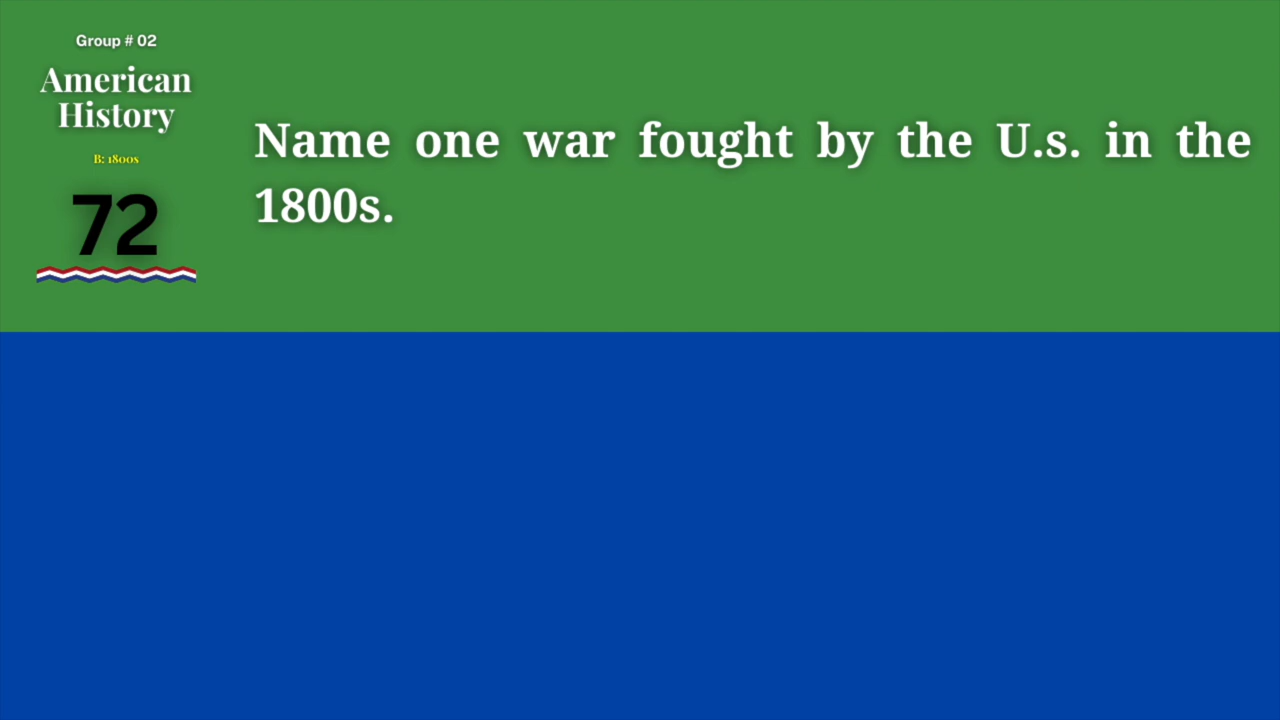 Group # 02
American
History
B: 1800s
72
Name one war fought by the U.s. in the
1800s.